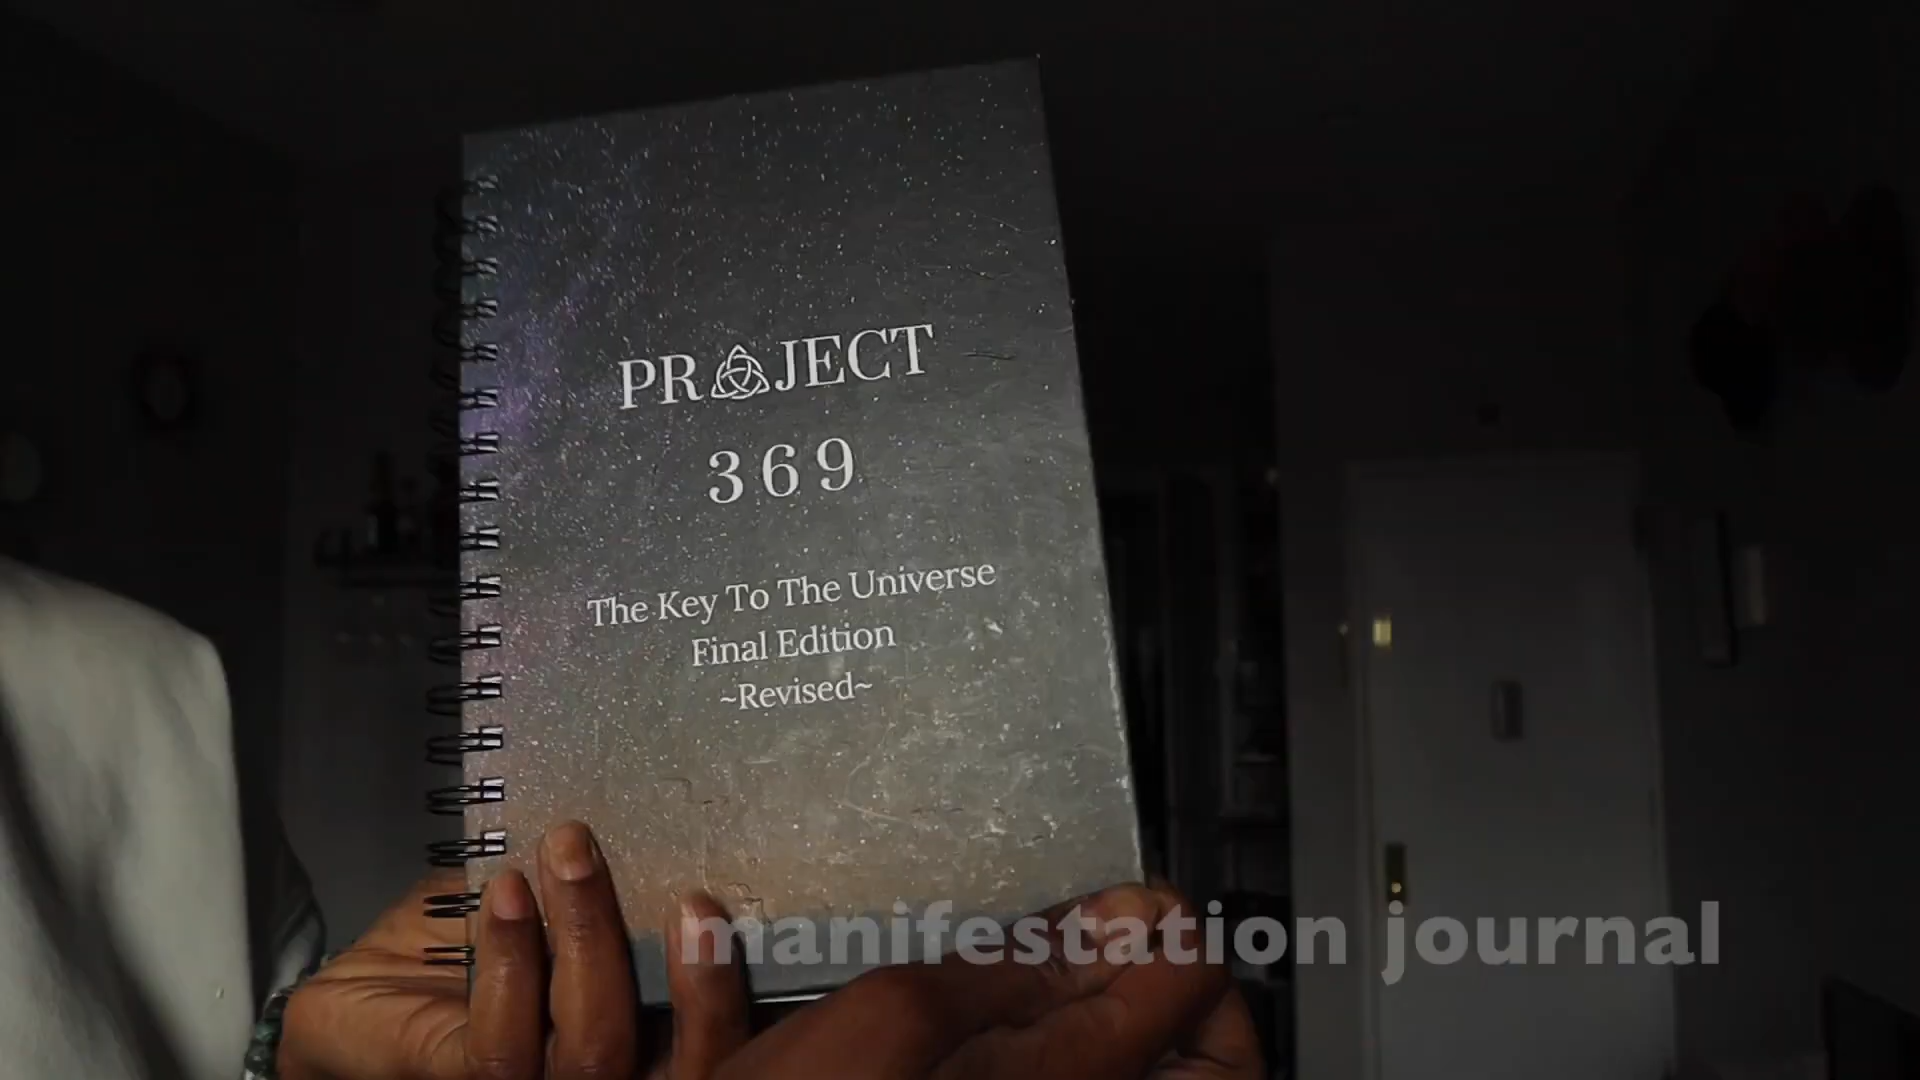 PROJECT
369
The Key To The Universe
Final Edition
~Revised~
manifestation journal